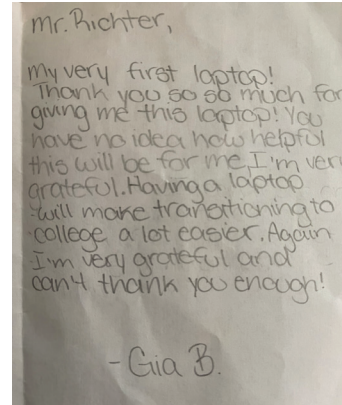 Mr. Richter,
My very first laptop!
Thank you so so much for
giving me this laptop! You
have no idea how helpful
this will be for me I'm very
grateful. Having a laptop
will make transitioning to
college a lot easier. Again
I'm very grateful and
can't thank you enough!
- Gia B.